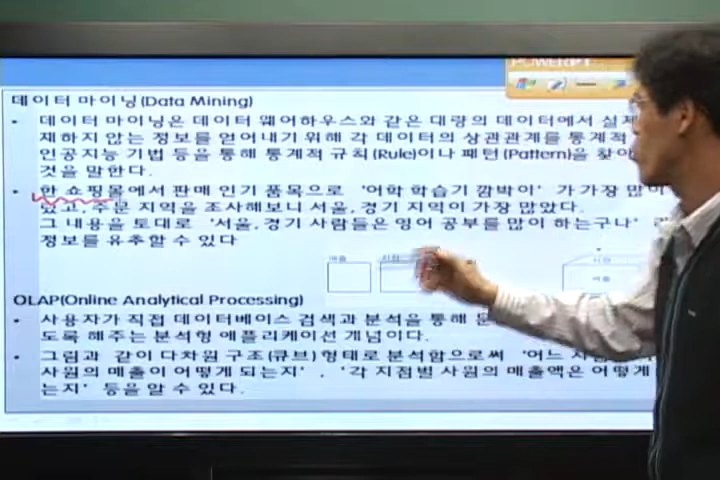 POWERPT
데이터 마이닝(Data Mining)
• 데이터 마이닝은 데이터 웨어하우스와 같은 대량의 데이터에서 실제
재하지 않는 정보를 얻어내기 위해 각 데이터의 상관관계를 통계적
인공지능 기법 등을 통해 통계적 규칙(Rule)이나 패턴(Pattern)을 찾아
것을 말한다.
• 한 쇼핑몰에서 판매 인기 품목으로 '어학 학습기 깜박이' 가 가장 많이
있고, 주문 지역을 조사해보니 서울, 경기 지역이 가장 많았다.
그 내용을 토대로 '서울, 경기 사람들은 영어 공부를 많이 하는구나'
정보를 유추할 수 있다
매출 시장 사원
매출
OLAP(Online Analytical Processing)
• 사용자가 직접 데이터베이스 검색과 분석을 통해
도록 해주는 분석형 애플리케이션 개념이다.
• 그림과 같이 다차원 구조(큐브) 형태로 분석함으로써 '어느
사원의 매출이 어떻게 되는지', '각 지점별 사원의 매출액은 어떻게
는지' 등을 알 수 있다.